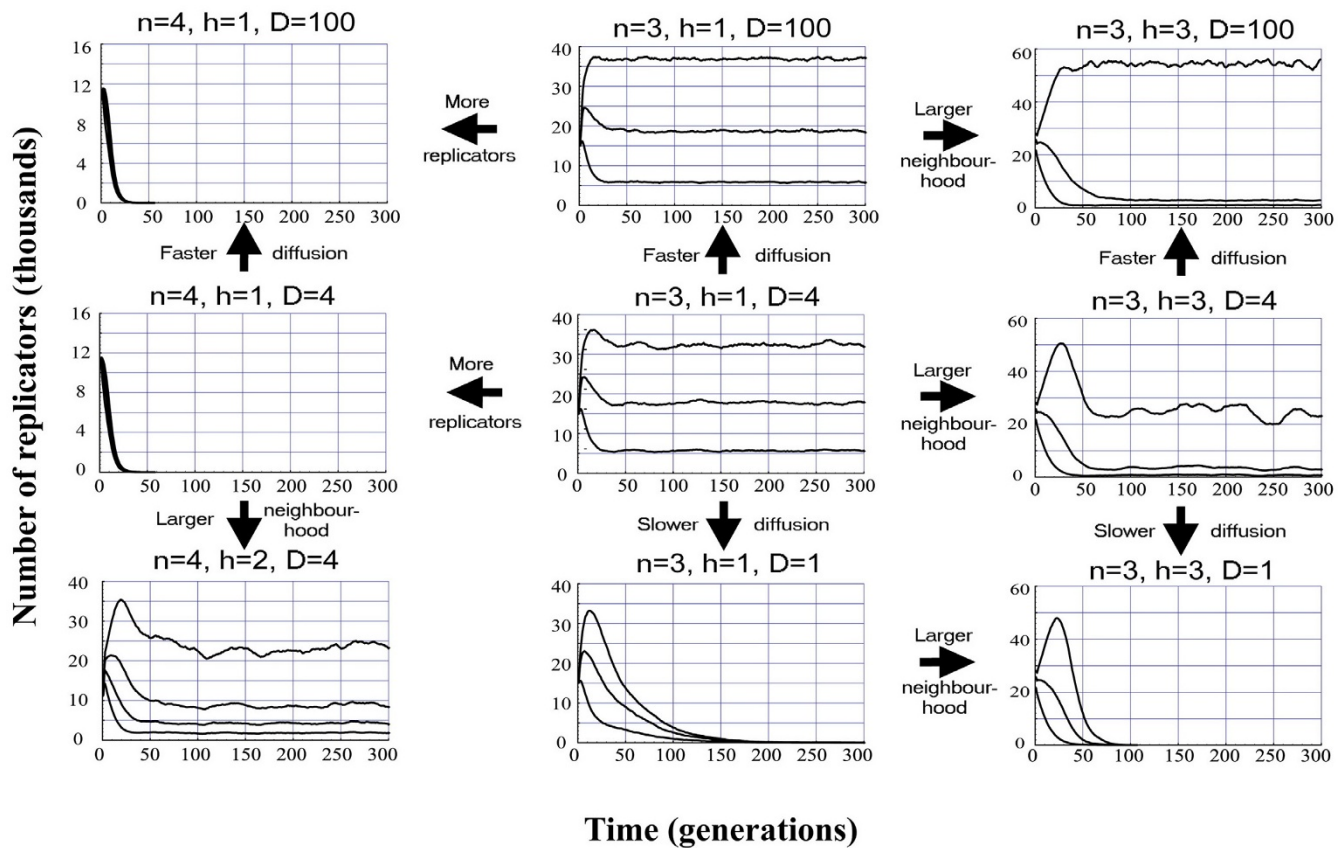 Number of replicators (thousands)
n=4, h=1, D=100
16
12
8
4
0
0 50 100 150 200 250 300
More
replicators
n=3, h=1, D=100
40
30
20
10
0
0 50 100 150 200 250 300
Larger
neighbour-
hood
n=3, h=3, D=100
60
40
20
0
0 50 100 150 200 250 300
Faster diffusion
Faster diffusion
Faster diffusion
n=4, h=1, D=4
16
12
8
4
0
0 50 100 150 200 250 300
More
replicators
n=3, h=1, D=4
40
30
20
10
0
0 50 100 150 200 250 300
Larger
neighbour-
hood
n=3, h=3, D=4
60
40
20
0
0 50 100 150 200 250 300
Larger neighbour-
hood
Slower diffusion
Slower diffusion
n=4, h=2, D=4
40
30
20
10
0
0 50 100 150 200 250 300
n=3, h=1, D=1
40
30
20
10
0
0 50 100 150 200 250 300
Larger
neighbour-
hood
n=3, h=3, D=1
60
40
20
0
0 50 100 150 200 250 300
Time (generations)